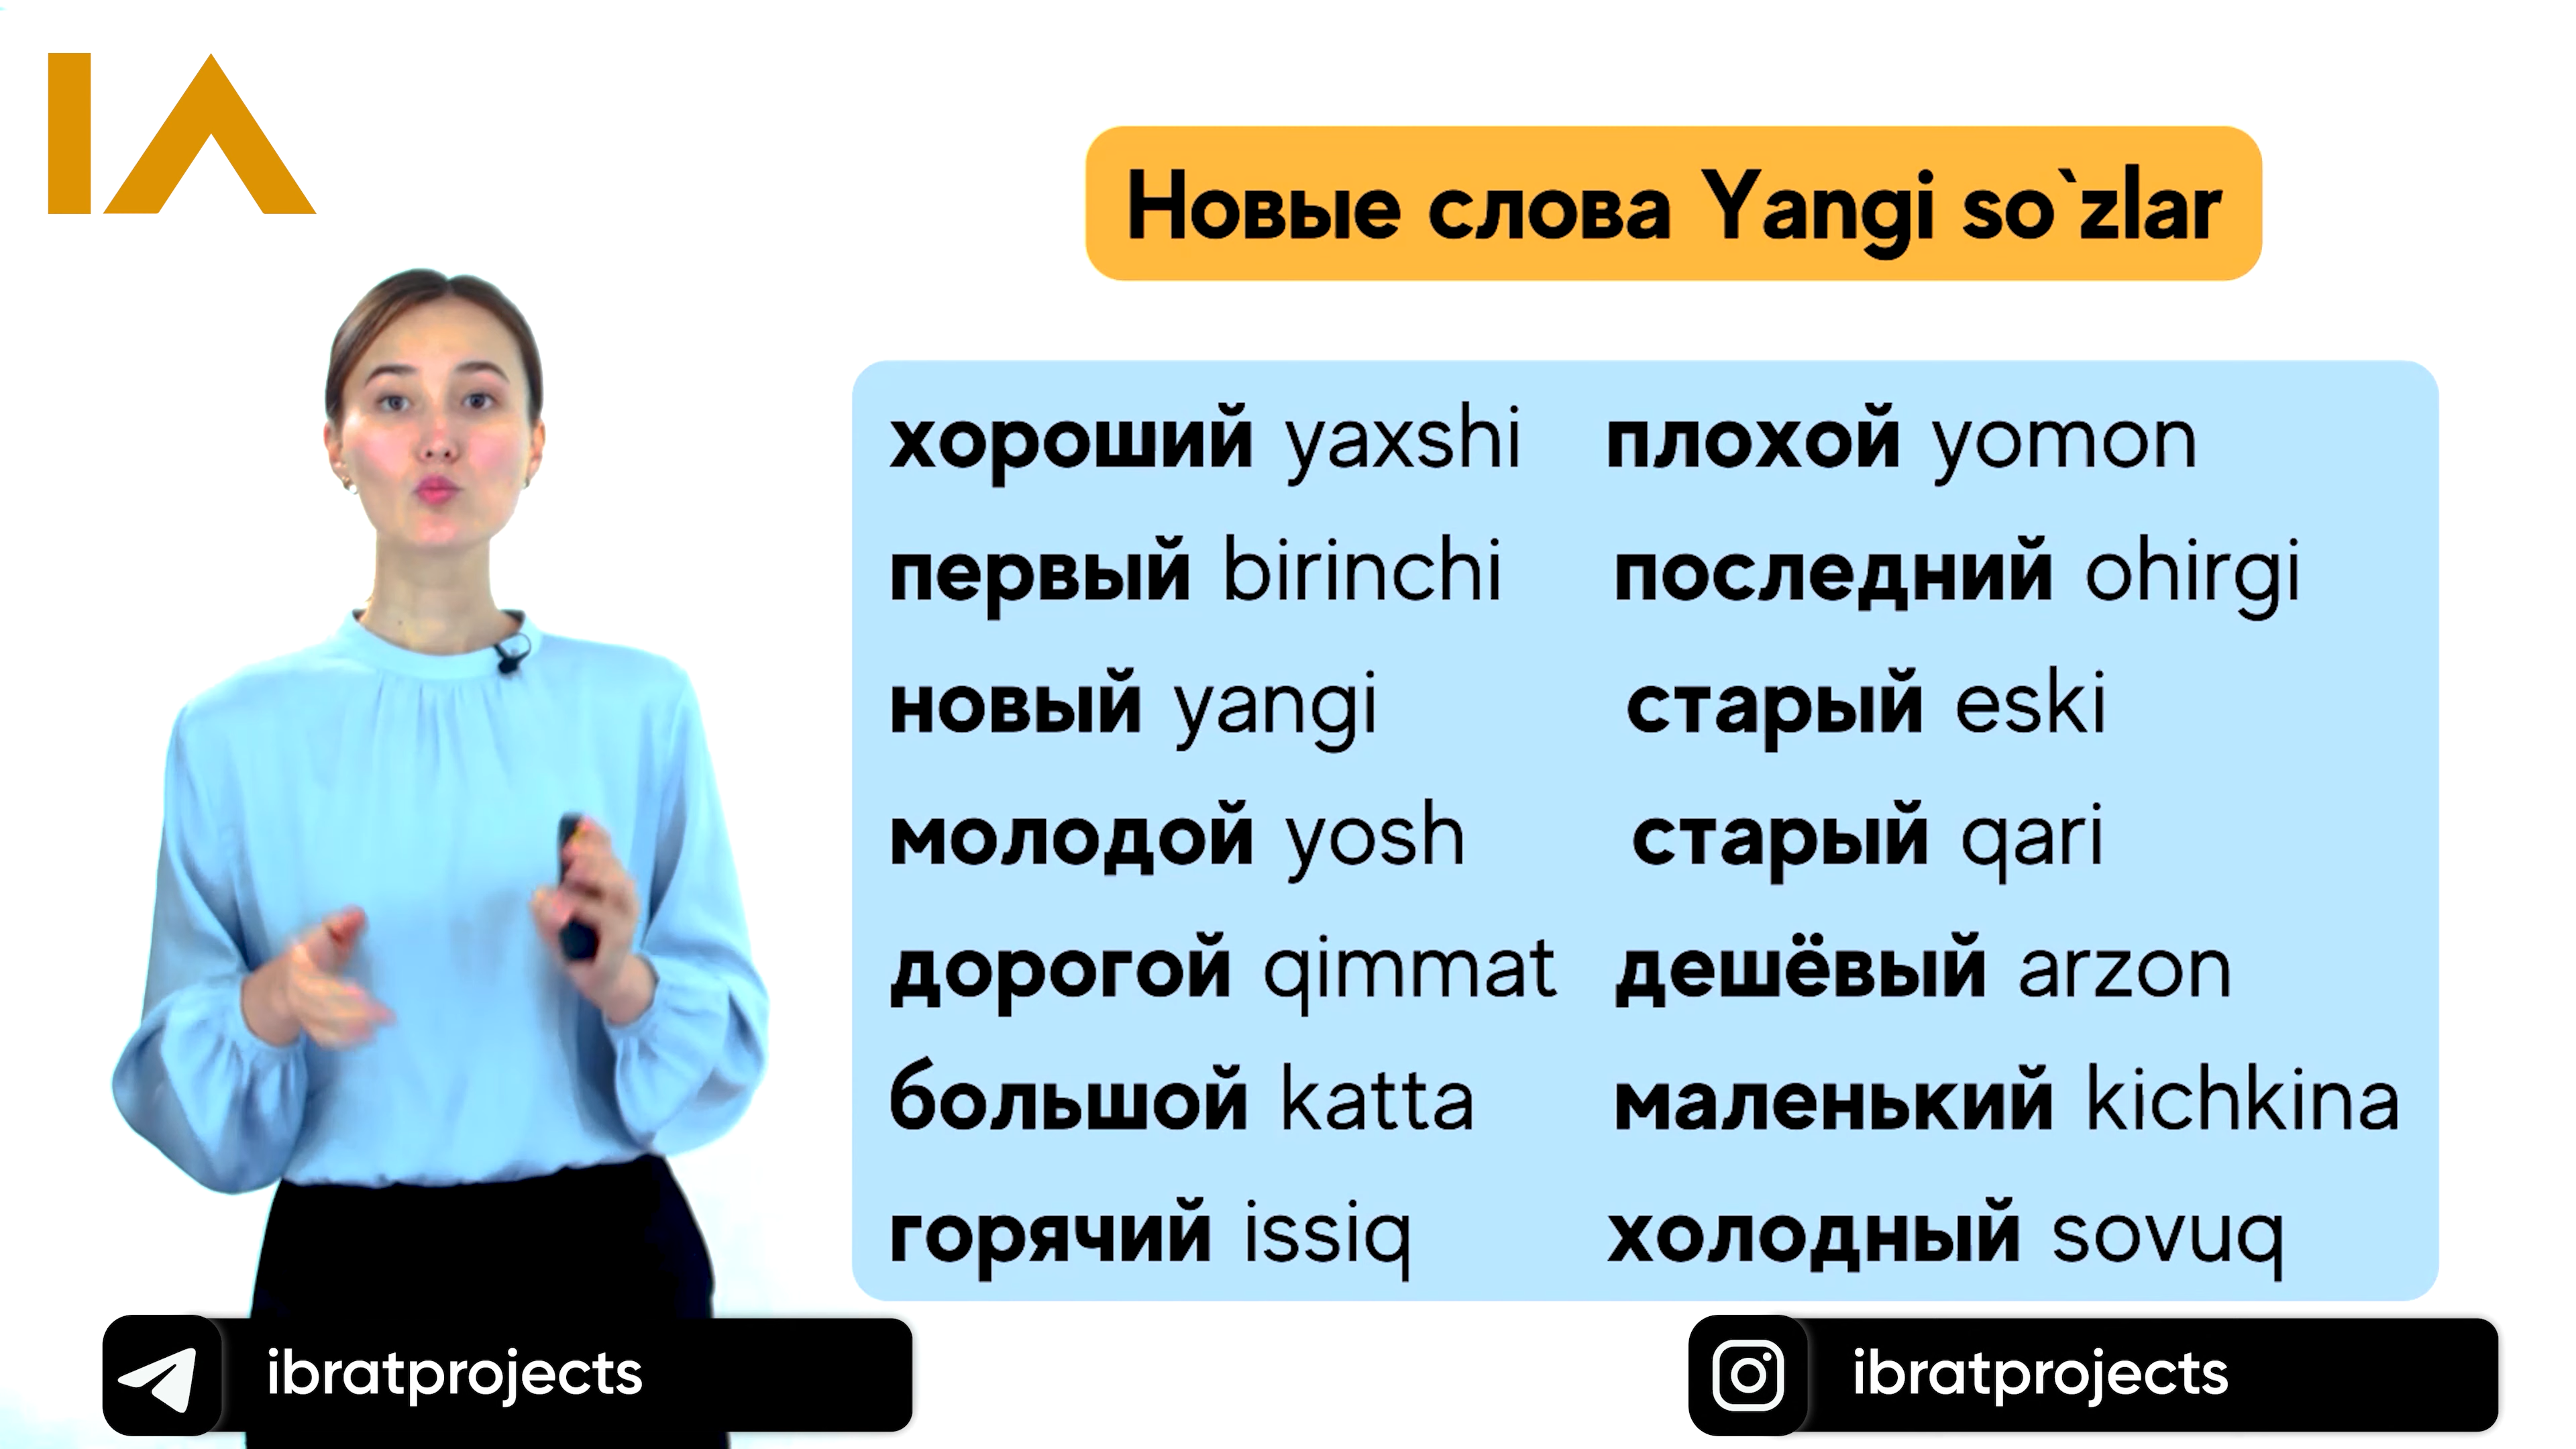 IA
Новые слова Yangi so`zlar
хороший yaxshi плохой yomon
первый birinchi последний ohirgi
новый yangi старый eski
молодой yosh старый qari
дорогой qimmat дешёвый arzon
большой katta маленький kichkina
горячий issiq холодный sovuq
ibratprojects ibratprojects